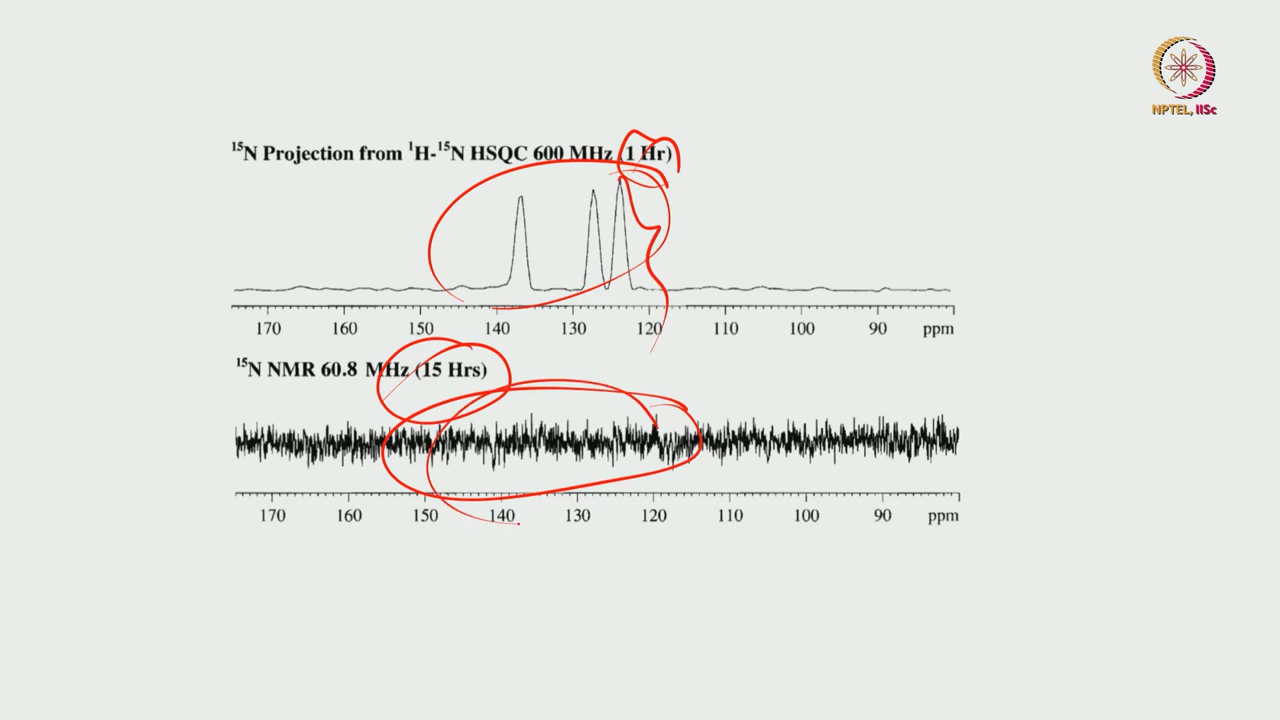 NPTEL, IISc
¹⁵N Projection from ¹H-¹⁵N HSQC 600 MHz (1 Hr)
170 160 150 140 130 120 110 100 90 ppm
¹⁵N NMR 60.8 MHz (15 Hrs)
170 160 150 140 130 120 110 100 90 ppm